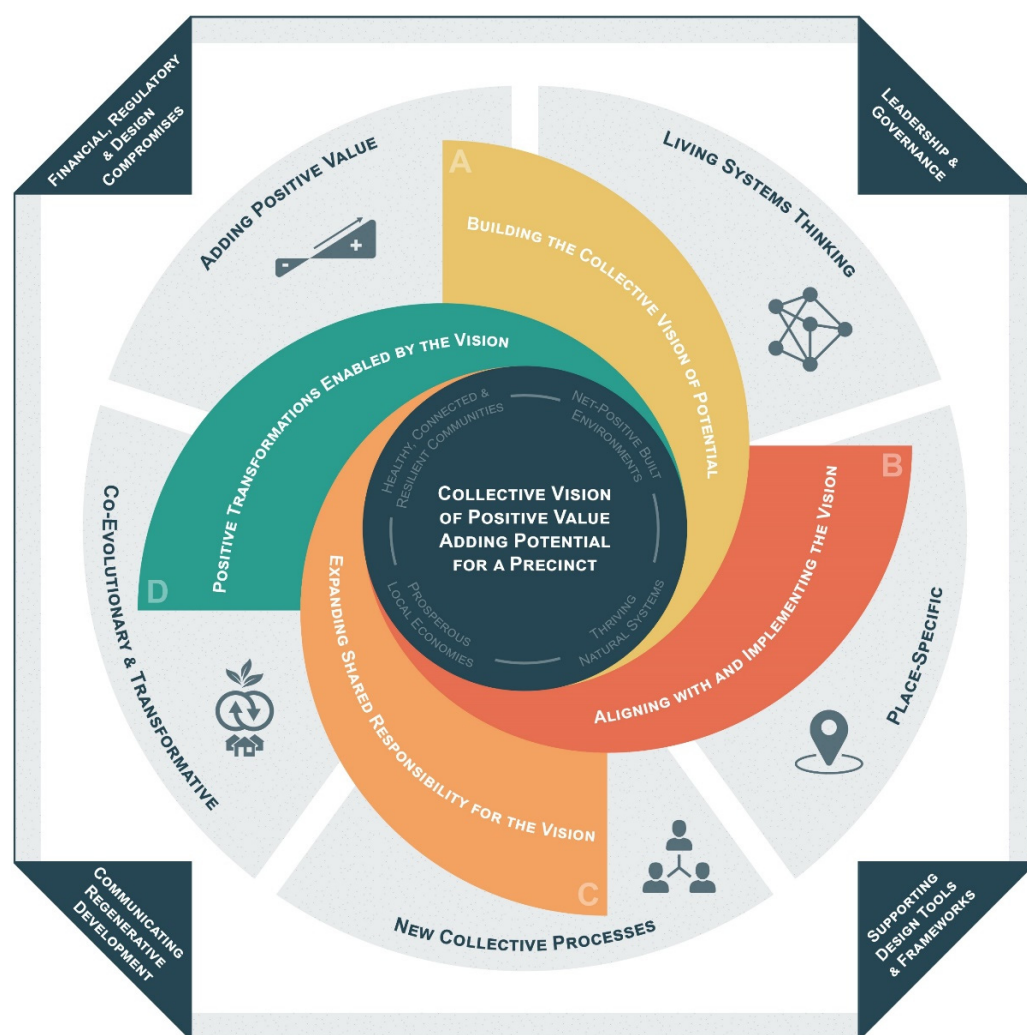 Financial, Regulatory
& Design
Compromises
Leadership &
Governance
Adding Positive Value
Living Systems Thinking
A
Building the Collective Vision of Potential
Positive Transformations Enabled by the Vision
Healthy, Connected &
Resilient Communities
Net-Positive Built
Environments
B
Collective Vision
of Positive Value
Adding Potential
for a Precinct
Prosperous
Local Economies
Thriving
Natural Systems
Aligning with and Implementing the Vision
Place-Specific
Co-Evolutionary & Transformative
D
Expanding Shared Responsibility for the Vision
C
New Collective Processes
Communicating
Regenerative
Development
Supporting
Design Tools
& Frameworks